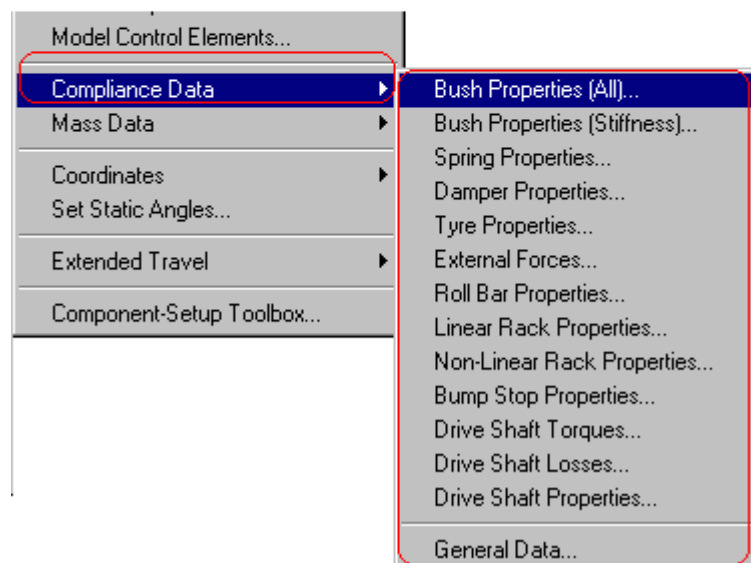 Model Control Elements...
Compliance Data
Mass Data
Coordinates
Set Static Angles...
Extended Travel
Component-Setup Toolbox...
Bush Properties (All)...
Bush Properties (Stiffness)...
Spring Properties...
Damper Properties...
Tyre Properties...
External Forces...
Roll Bar Properties...
Linear Rack Properties...
Non-Linear Rack Properties...
Bump Stop Properties...
Drive Shaft Torques...
Drive Shaft Losses...
Drive Shaft Properties...
General Data...